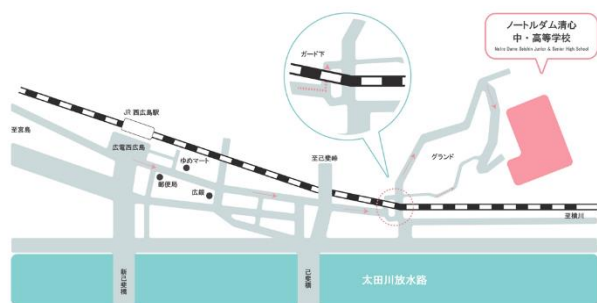 ノートルダム清心
中・高等学校
Notre Dame Seishin Junior & Senior High School
ガード下
JR 西広島駅
至宮島
広電西広島
ゆめマート
郵便局
広銀
至己斐峠
グランド
至横川
新己斐橋
己斐橋
太田川放水路